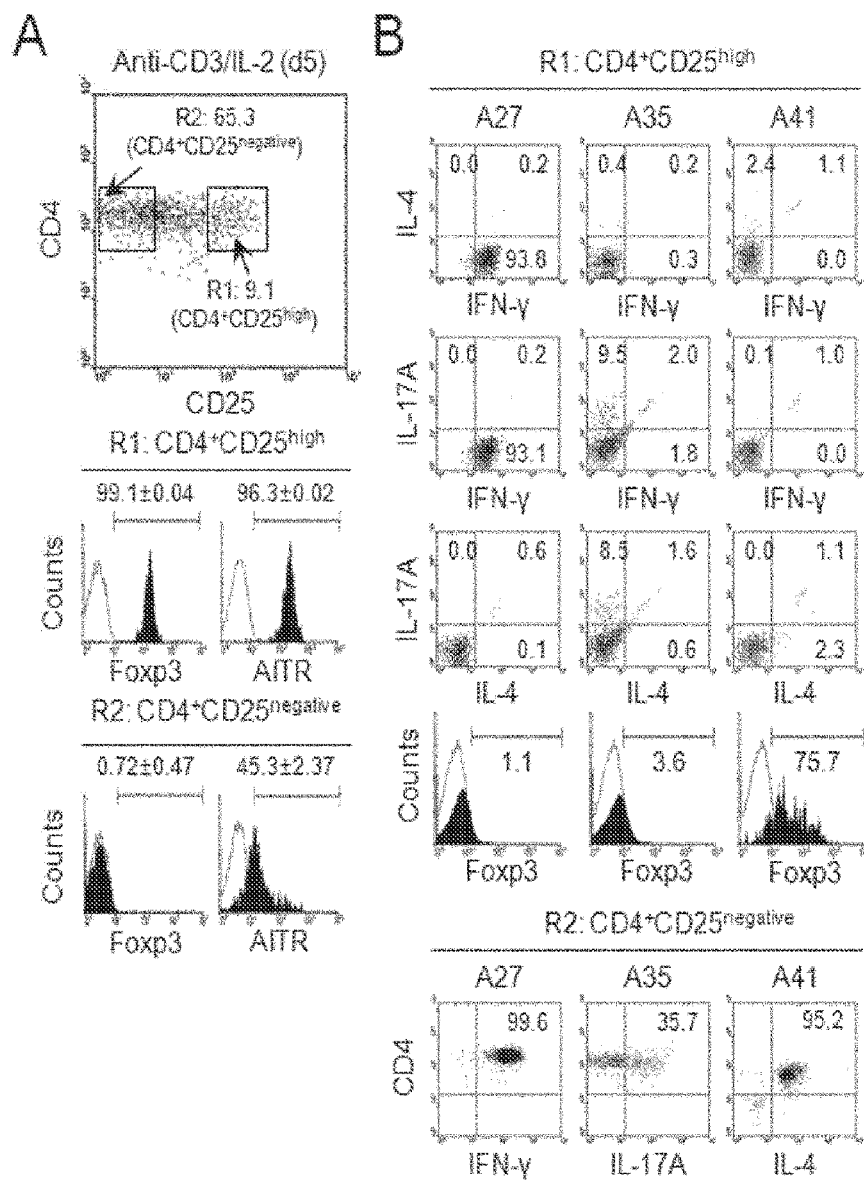 A
Anti-CD3/IL-2 (d5)
R2: 65.3
(CD4+CD25negative)
CD4
R1: 9.1
(CD4+CD25high)
CD25
R1: CD4+CD25high
99.1±0.04 96.3±0.02
Counts
Foxp3 AITR
R2: CD4+CD25negative
0.72±0.47 45.3±2.37
Counts
Foxp3 AITR
B
R1: CD4+CD25high
A27 A35 A41
0.0 0.2 0.4 0.2 2.4 1.1
IL-4
93.8 0.3 0.0
IFN-γ IFN-γ IFN-γ
0.0 0.2 9.5 2.0 0.1 1.0
IL-17A
93.1 1.8 0.0
IFN-γ IFN-γ IFN-γ
0.0 0.6 8.5 1.6 0.0 1.1
IL-17A
0.1 0.6 2.3
IL-4 IL-4 IL-4
1.1 3.6 75.7
Counts
Foxp3 Foxp3 Foxp3
R2: CD4+CD25negative
A27 A35 A41
99.6 35.7 95.2
CD4
IFN-γ IL-17A IL-4